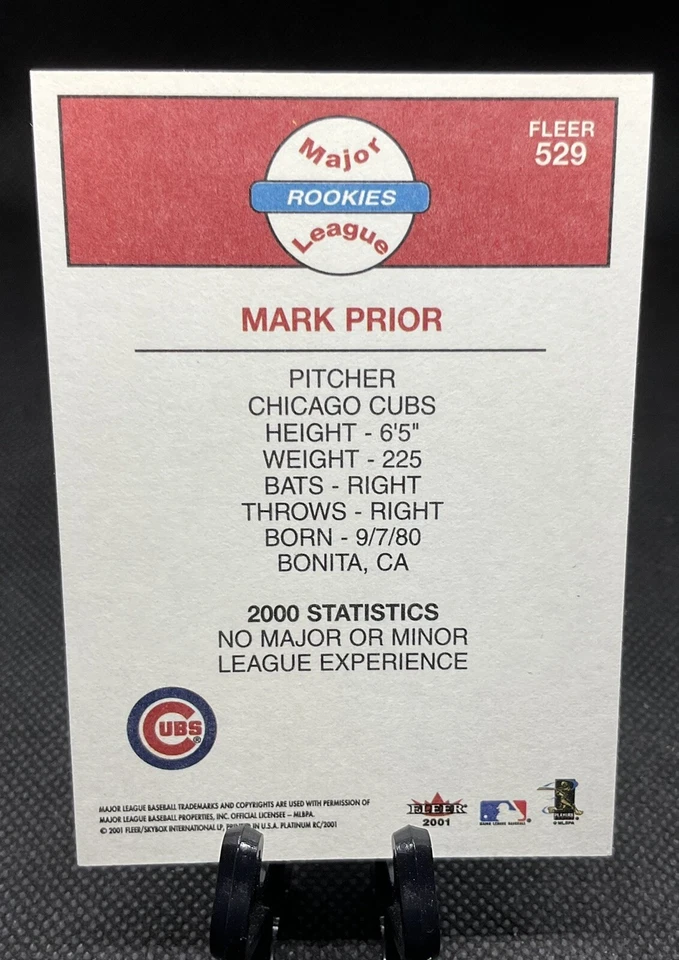 Major
ROOKIES
League
FLEER
529
MARK PRIOR
PITCHER
CHICAGO CUBS
HEIGHT - 6'5"
WEIGHT - 225
BATS - RIGHT
THROWS - RIGHT
BORN - 9/7/80
BONITA, CA
2000 STATISTICS
NO MAJOR OR MINOR
LEAGUE EXPERIENCE
CUBS®
MAJOR LEAGUE BASEBALL TRADEMARKS AND COPYRIGHTS ARE USED WITH PERMISSION OF
MAJOR LEAGUE BASEBALL PROPERTIES, INC. OFFICIAL LICENSEE – MLBPA.
© 2001 FLEER/SKYBOX INTERNATIONAL LP, PRINTED IN U.S.A. PLATINUM RC/2001
FLEER
2001
PLAYERS
© MLBPA